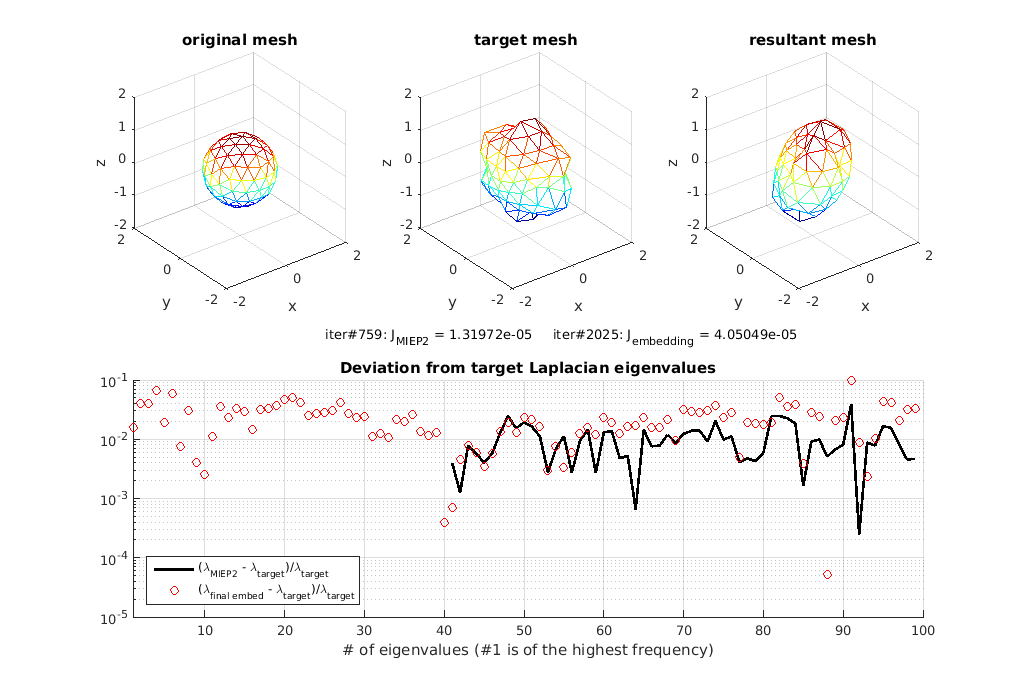 original mesh target mesh resultant mesh
2 2 2
1 1 1
z 0 z 0 z 0
-1 -1 -1
-2 -2 -2
2 2 2 2 2 2
0 0 0 0 0 0
y -2 -2 x y -2 -2 x y -2 -2 x
iter#759: J_MIEP2 = 1.31972e-05 iter#2025: J_embedding = 4.05049e-05
Deviation from target Laplacian eigenvalues
10^-1
10^-2
10^-3
10^-4
(λ_MIEP2 - λ_target)/λ_target
(λ_final embed - λ_target)/λ_target
10^-5
10 20 30 40 50 60 70 80 90 100
# of eigenvalues (#1 is of the highest frequency)